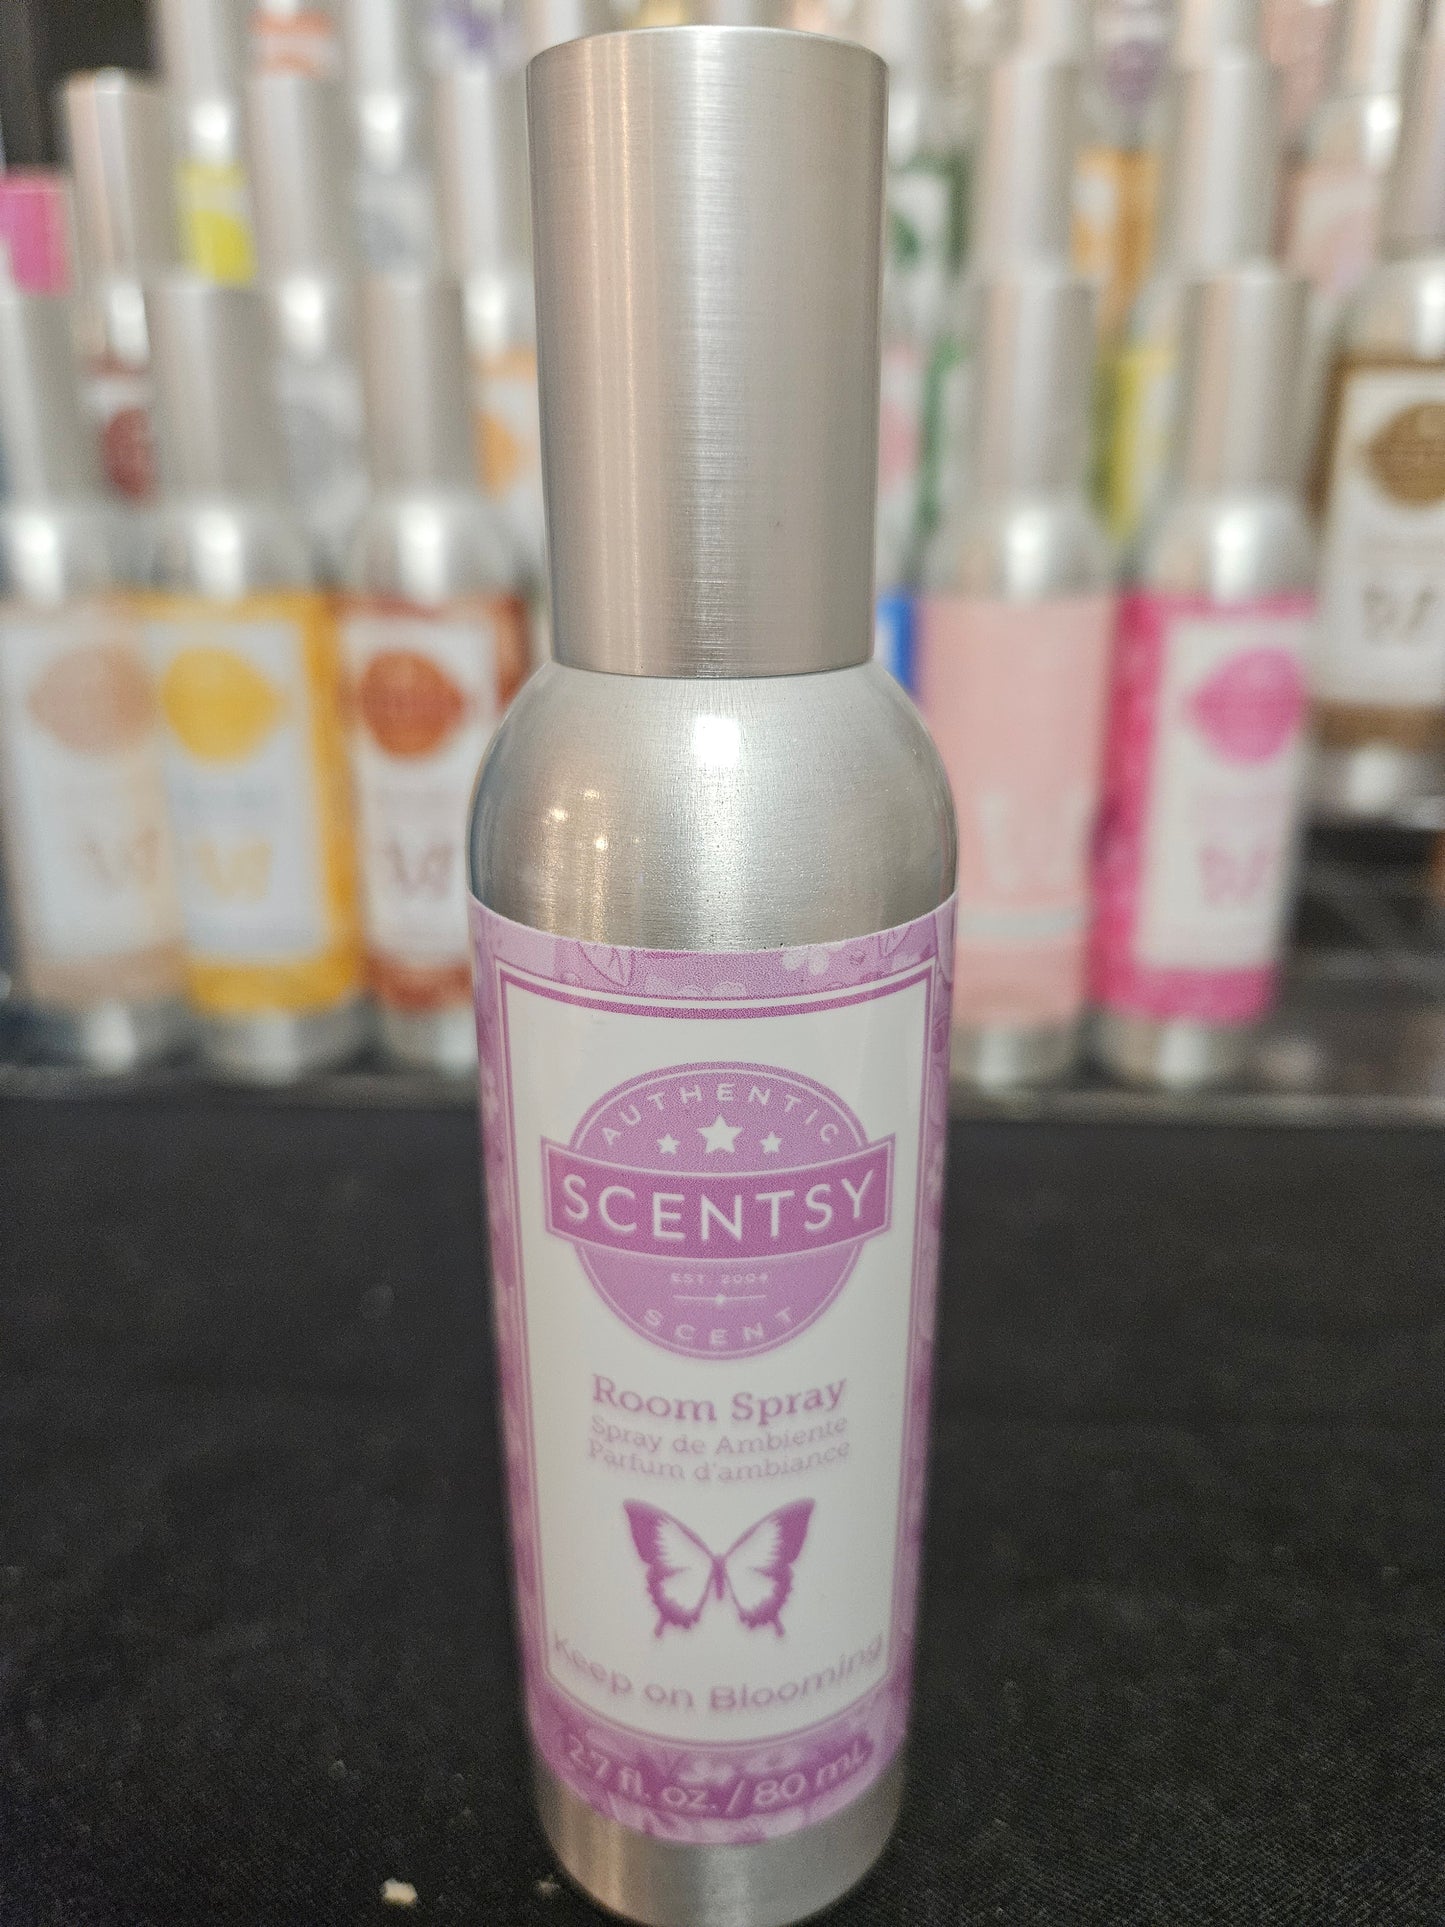 AUTHENTIC
SCENTSY
EST. 2004
SCENT
Room Spray
Spray de Ambiente
Parfum d'ambiance
Keep on Blooming
2.7 fl. oz. / 80 mL